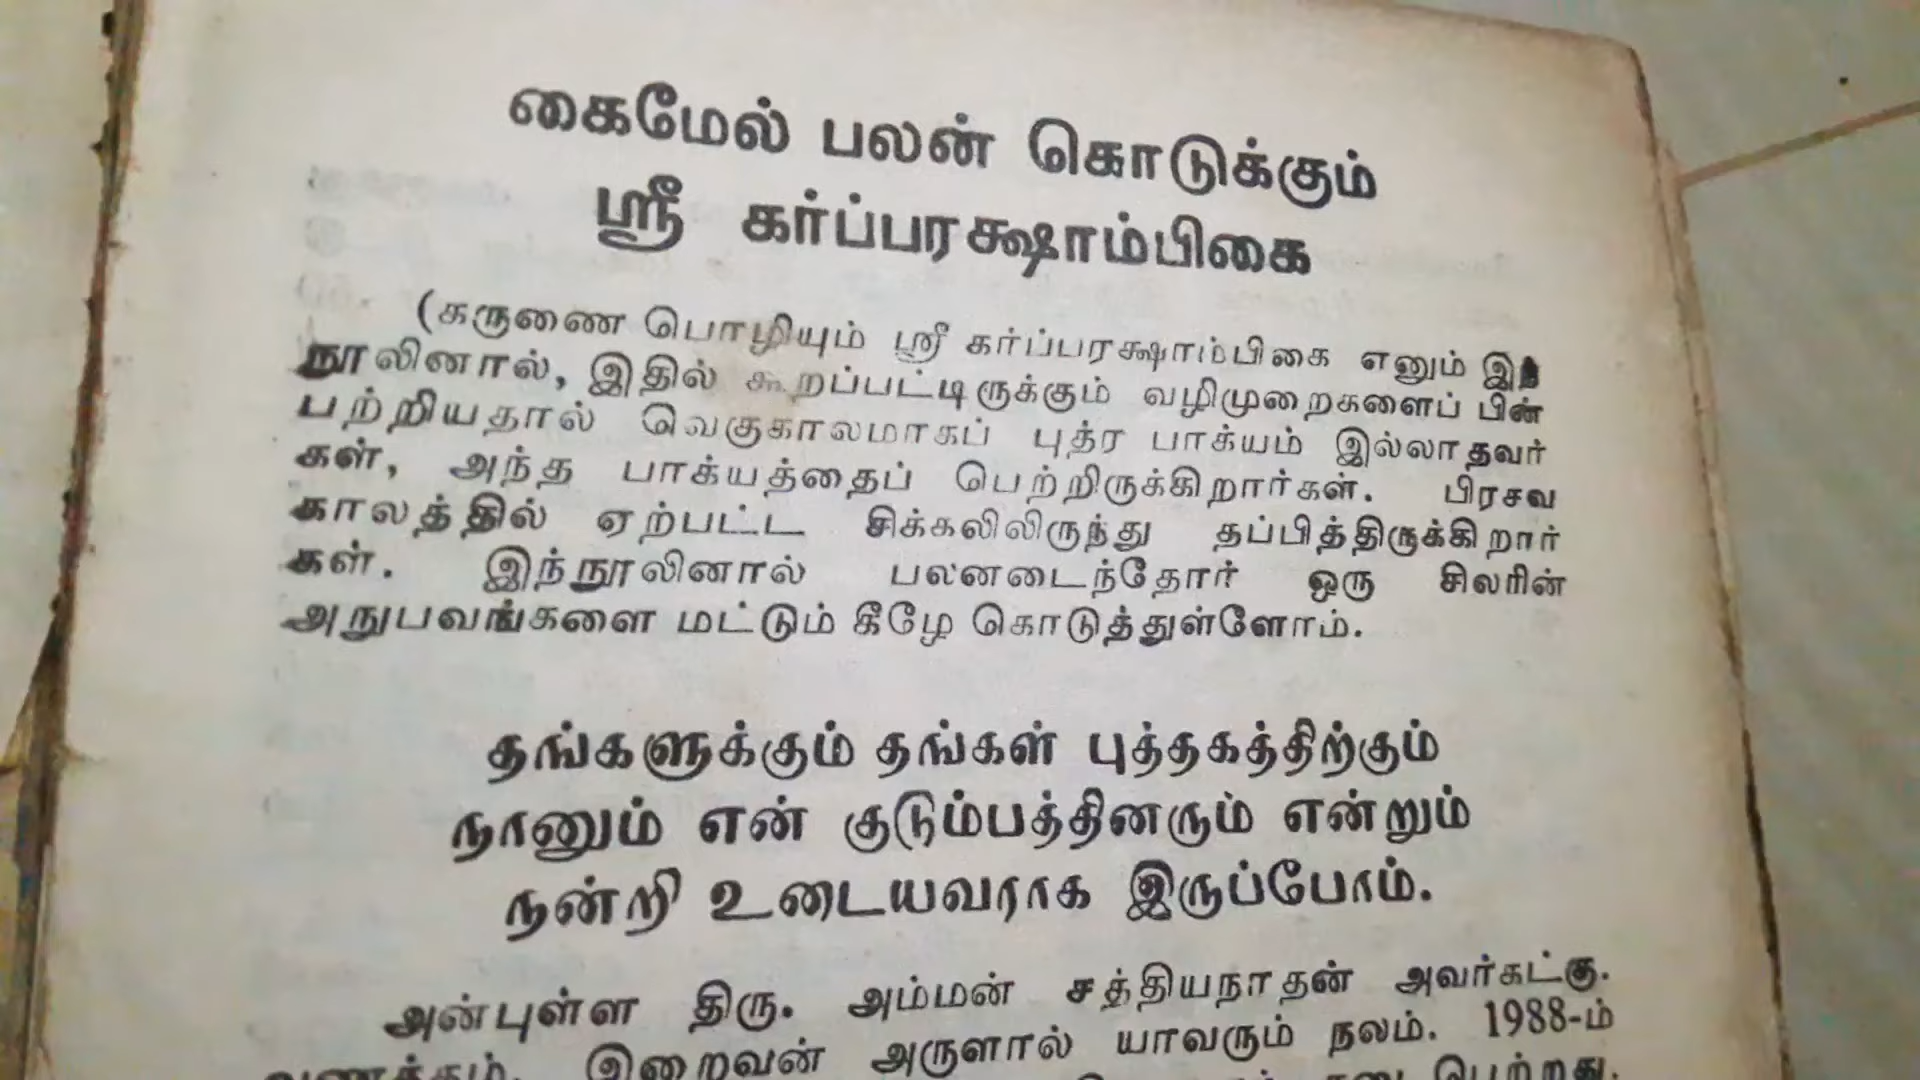 கைமேல் பலன் கொடுக்கும்
ஸ்ரீ கர்ப்பரக்ஷாம்பிகை
(கருணை பொழியும் ஸ்ரீ கர்ப்பரக்ஷாம்பிகை எனும் இந்
நூலினால், இதில் கூறப்பட்டிருக்கும் வழிமுறைகளைப் பின்
பற்றியதால் வெகுகாலமாகப் புத்ர பாக்யம் இல்லாதவர்
கள், அந்த பாக்யத்தைப் பெற்றிருக்கிறார்கள். பிரசவ
காலத்தில் ஏற்பட்ட சிக்கலிலிருந்து தப்பித்திருக்கிறார்
கள். இந்நூலினால் பலனடைந்தோர் ஒரு சிலரின்
அநுபவங்களை மட்டும் கீழே கொடுத்துள்ளோம்.
தங்களுக்கும் தங்கள் புத்தகத்திற்கும்
நானும் என் குடும்பத்தினரும் என்றும்
நன்றி உடையவராக இருப்போம்.
அன்புள்ள திரு. அம்மன் சத்தியநாதன் அவர்கட்கு.
வணக்கம். இறைவன் அருளால் யாவரும் நலம். 1988-ம்